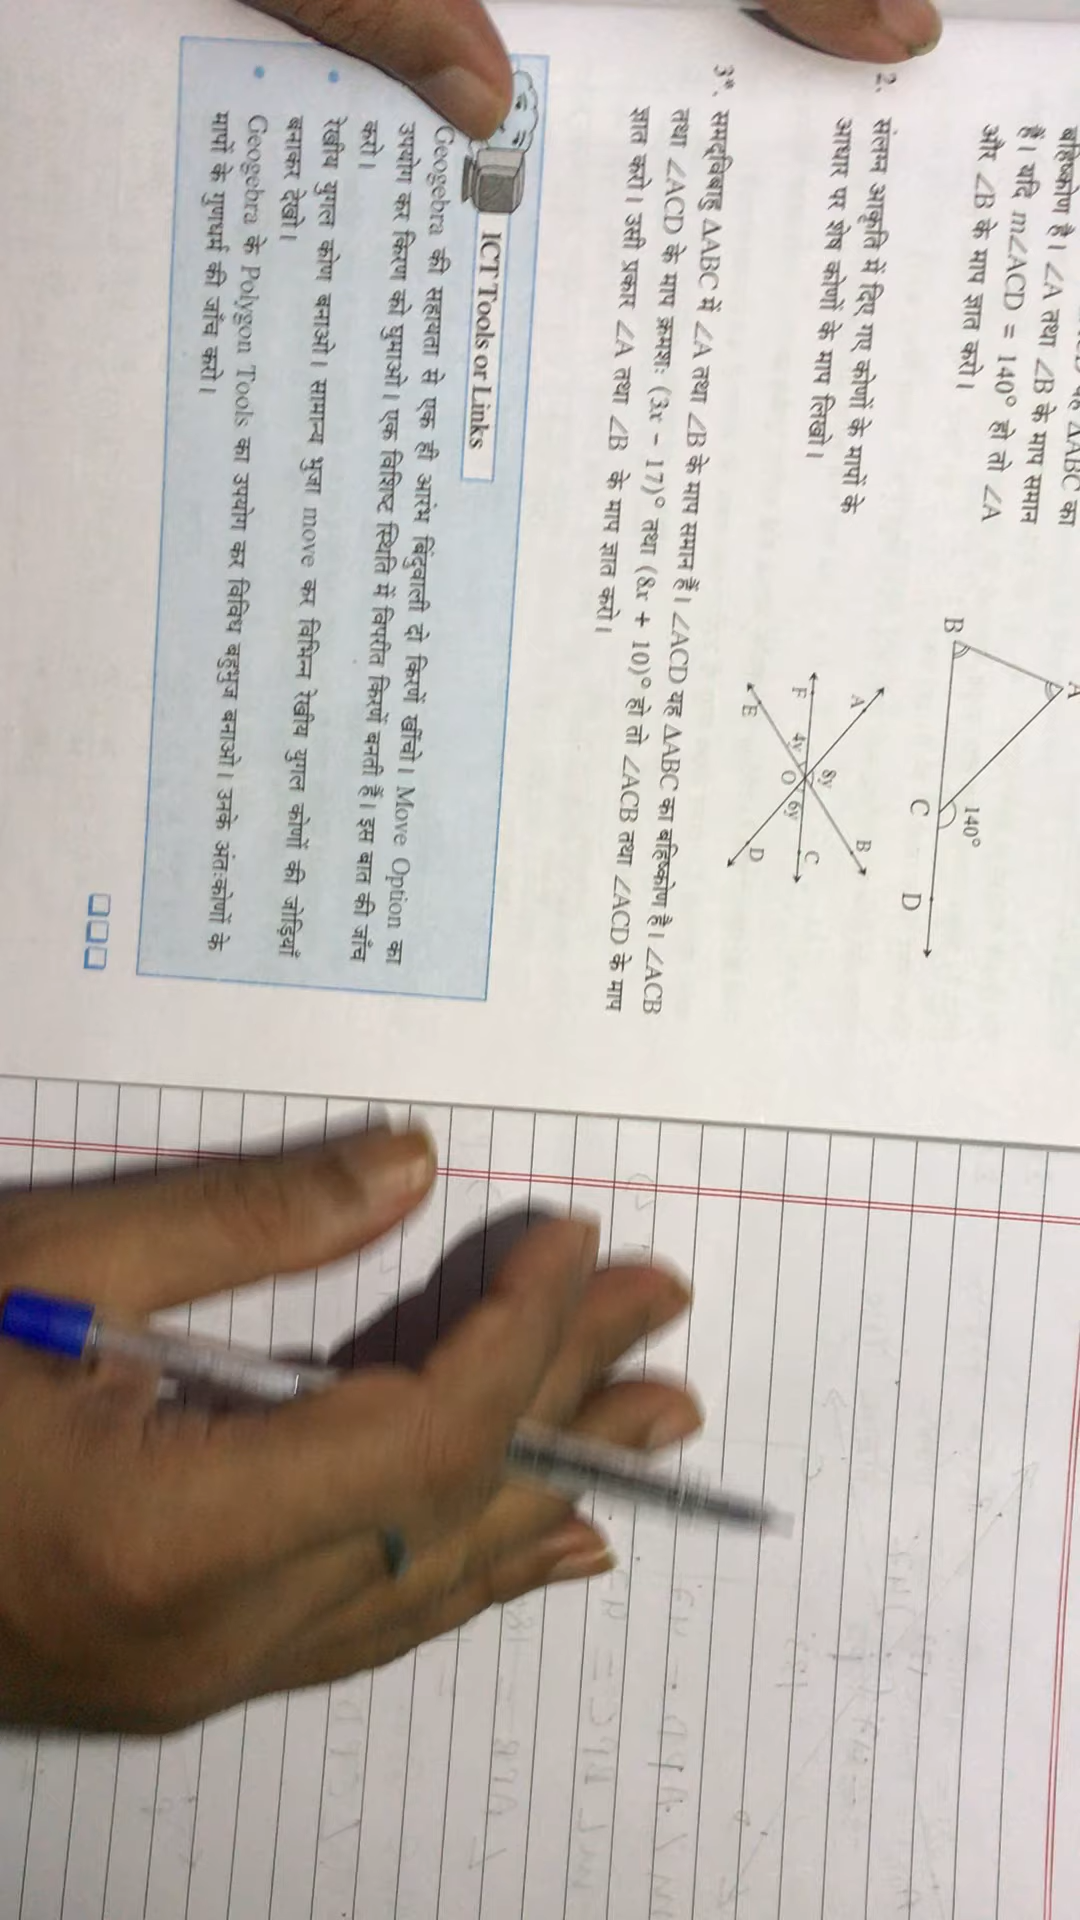 यह ΔABC का
बहिष्कोण है। ∠A तथा ∠B के माप समान
हैं। यदि m∠ACD = 140° हो तो ∠A
और ∠B के माप ज्ञात करो।
A
B
C
D
140°
2. संलग्न आकृति में दिए गए कोणों के मापों के
आधार पर शेष कोणों के माप लिखो।
A
B
8y
F
4y
O
6y
C
E
D
3*. समद्विबाहु ΔABC में ∠A तथा ∠B के माप समान हैं। ∠ACD यह ΔABC का बहिष्कोण है। ∠ACB
तथा ∠ACD के माप क्रमशः (3x - 17)° तथा (8x + 10)° हो तो ∠ACB तथा ∠ACD के माप
ज्ञात करो। उसी प्रकार ∠A तथा ∠B के माप ज्ञात करो।
ICT Tools or Links
Geogebra की सहायता से एक ही आरंभ बिंदुवाली दो किरणें खींचो। Move Option का
उपयोग कर किरण को घुमाओ। एक विशिष्ट स्थिति में विपरीत किरणें बनती हैं। इस बात की जाँच
करो।
• रेखीय युगल कोण बनाओ। सामान्य भुजा move कर विभिन्न रेखीय युगल कोणों की जोड़ियां
बनाकर देखो।
• Geogebra के Polygon Tools का उपयोग कर विविध बहुभुज बनाओ। उनके अंतःकोणों के
मापों के गुणधर्म की जाँच करो।